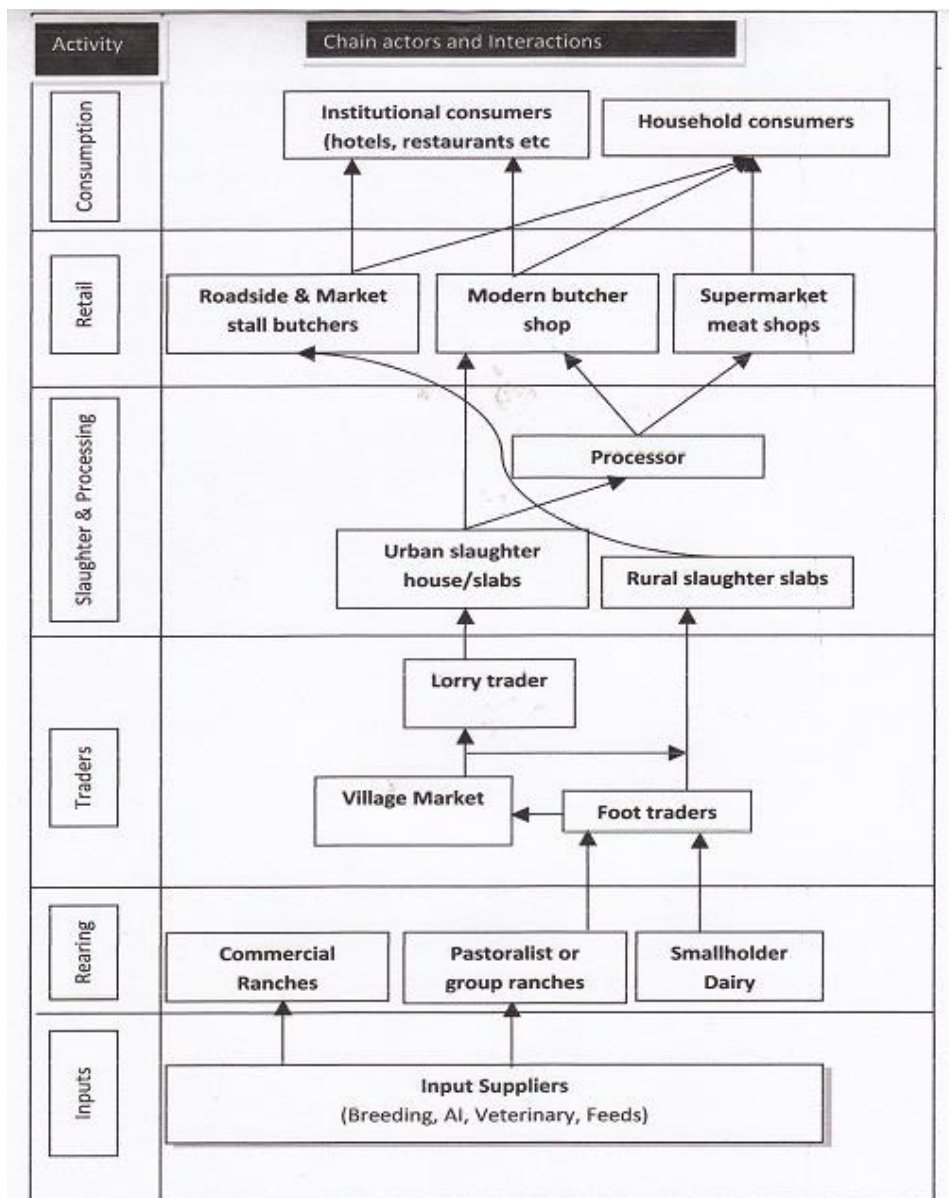 Activity
Chain actors and Interactions
Consumption
Institutional consumers
(hotels, restaurants etc
Household consumers
Retail
Roadside & Market
stall butchers
Modern butcher
shop
Supermarket
meat shops
Slaughter & Processing
Processor
Urban slaughter
house/slabs
Rural slaughter slabs
Traders
Lorry trader
Village Market
Foot traders
Rearing
Commercial
Ranches
Pastoralist or
group ranches
Smallholder
Dairy
Inputs
Input Suppliers
(Breeding, AI, Veterinary, Feeds)